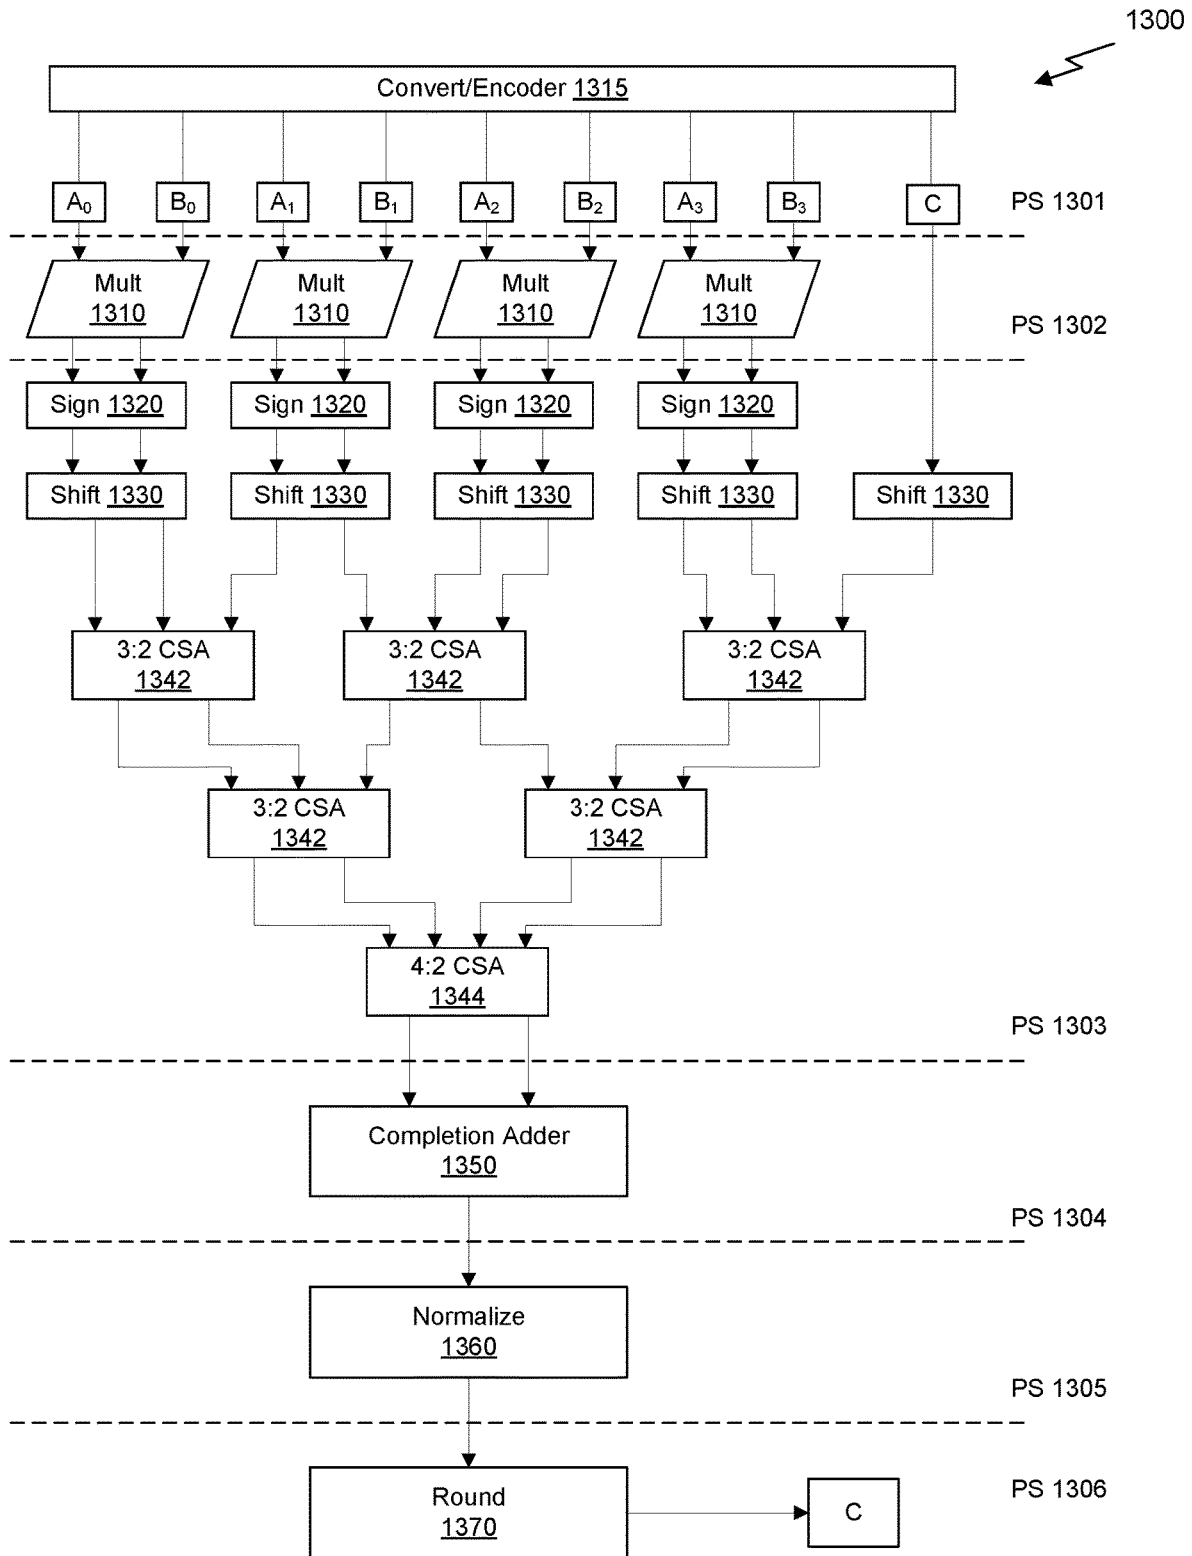 1300
Convert/Encoder 1315
A₀ B₀ A₁ B₁ A₂ B₂ A₃ B₃ C PS 1301
Mult Mult Mult Mult
1310 1310 1310 1310
PS 1302
Sign 1320 Sign 1320 Sign 1320 Sign 1320
Shift 1330 Shift 1330 Shift 1330 Shift 1330 Shift 1330
3:2 CSA 3:2 CSA 3:2 CSA
1342 1342 1342
3:2 CSA 3:2 CSA
1342 1342
4:2 CSA
1344
PS 1303
Completion Adder
1350
PS 1304
Normalize
1360
PS 1305
PS 1306
Round
1370
C